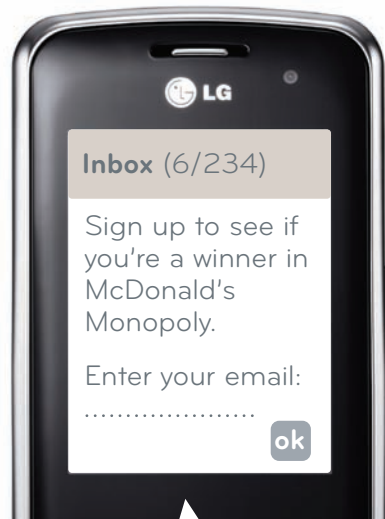 LG
Inbox (6/234)
Sign up to see if
you're a winner in
McDonald's
Monopoly.
Enter your email:
.....................
ok